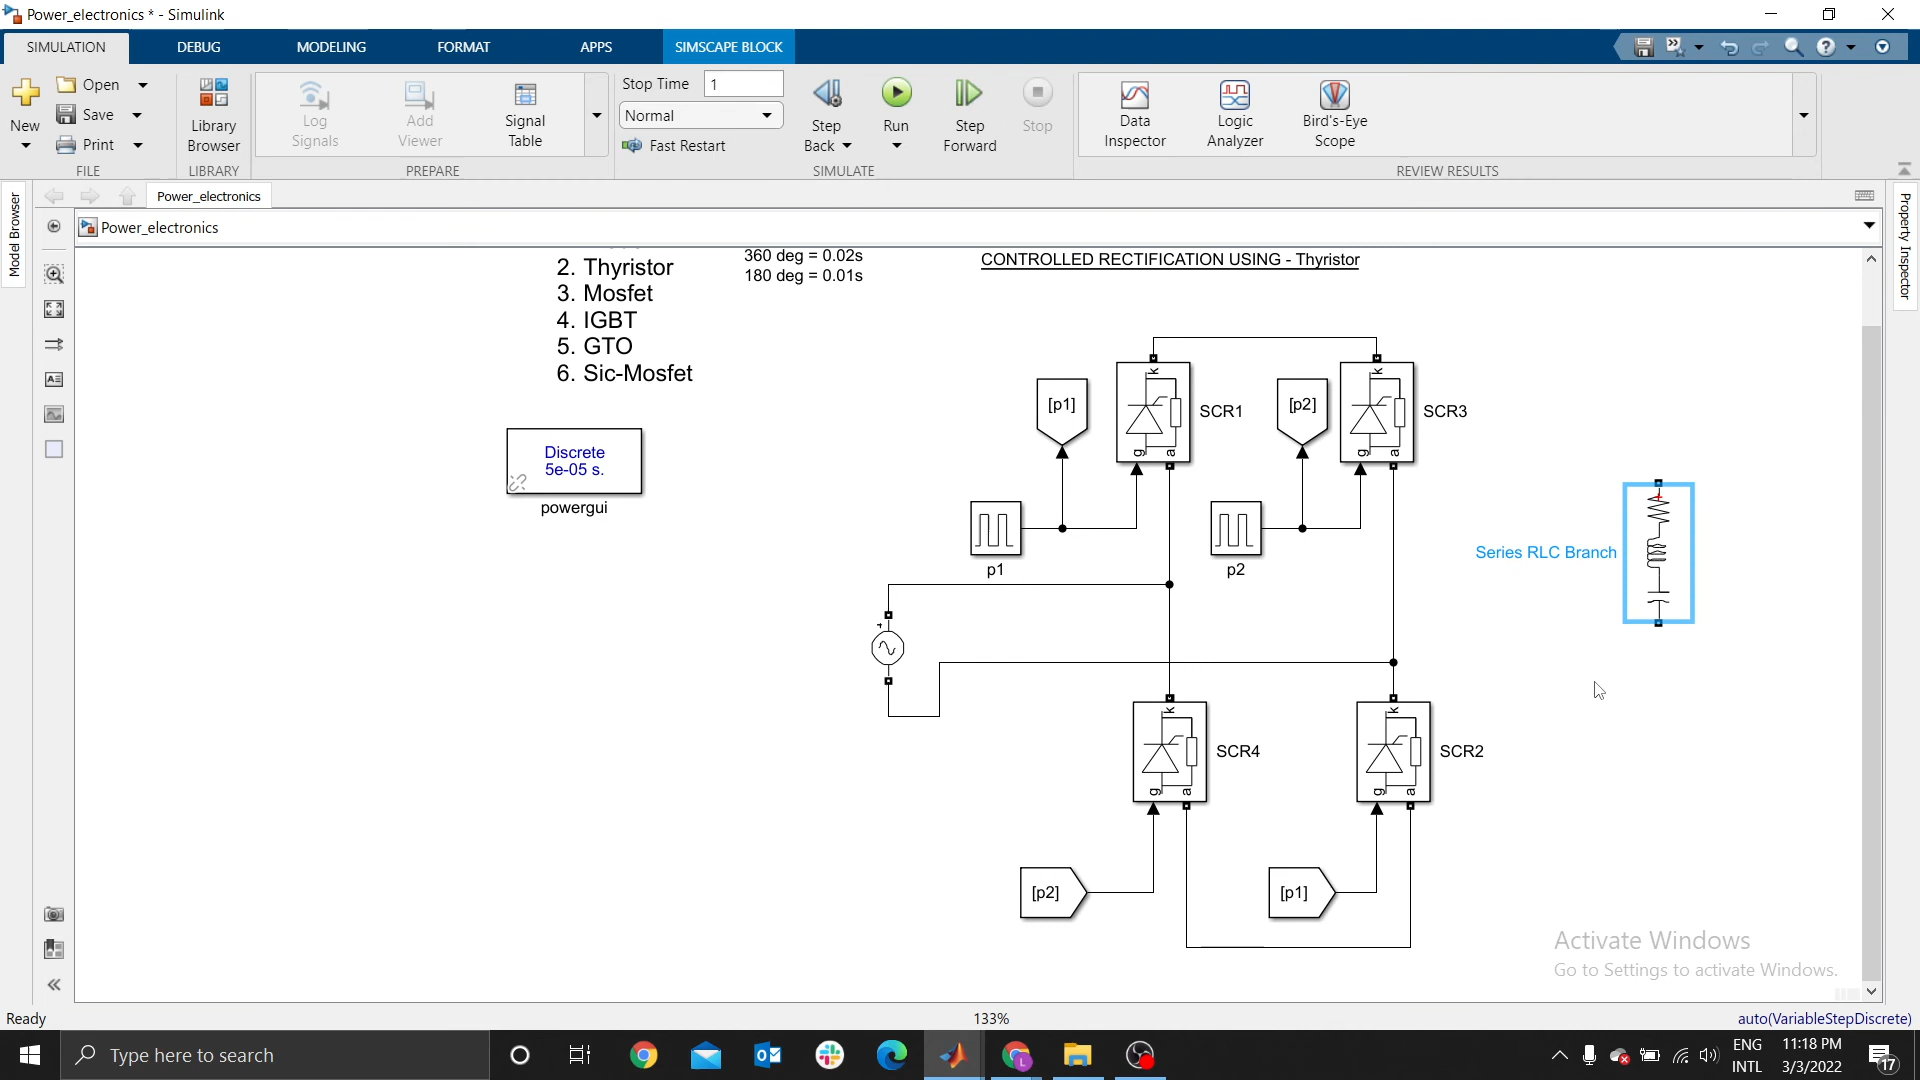 Power_electronics * - Simulink
SIMULATION
DEBUG
MODELING
FORMAT
APPS
SIMSCAPE BLOCK
New
Open
Save
Print
FILE
Library
Browser
LIBRARY
Log
Signals
Add
Viewer
Signal
Table
PREPARE
Stop Time
1
Normal
Fast Restart
Step
Back
Run
Step
Forward
Stop
SIMULATE
Data
Inspector
Logic
Analyzer
Bird's-Eye
Scope
REVIEW RESULTS
Model Browser
Property Inspector
Power_electronics
Power_electronics
2. Thyristor
3. Mosfet
4. IGBT
5. GTO
6. Sic-Mosfet
360 deg = 0.02s
180 deg = 0.01s
CONTROLLED RECTIFICATION USING - Thyristor
Discrete
5e-05 s.
powergui
[p1]
k
g
a
SCR1
[p2]
k
g
a
SCR3
p1
p2
Series RLC Branch
+
k
g
a
SCR4
k
g
a
SCR2
[p2]
[p1]
Activate Windows
Go to Settings to activate Windows.
Ready
133%
auto(VariableStepDiscrete)
Type here to search
ENG
INTL
11:18 PM
3/3/2022
17